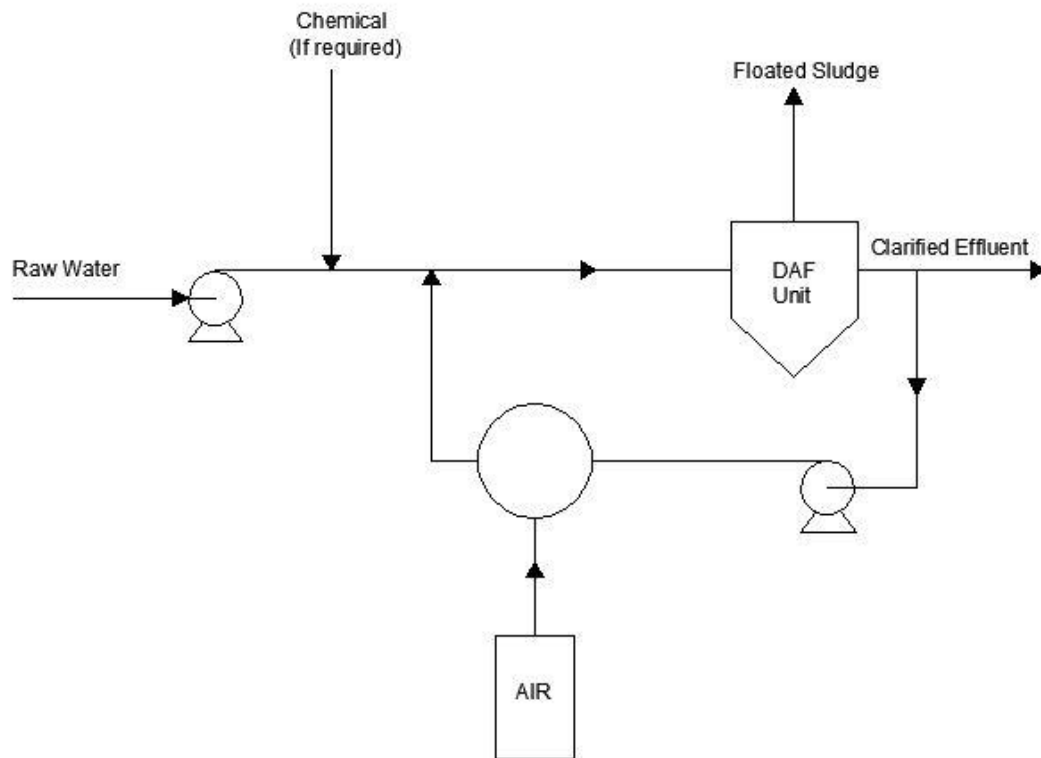 Chemical
(If required)
Floated Sludge
Raw Water
DAF
Unit
Clarified Effluent
AIR